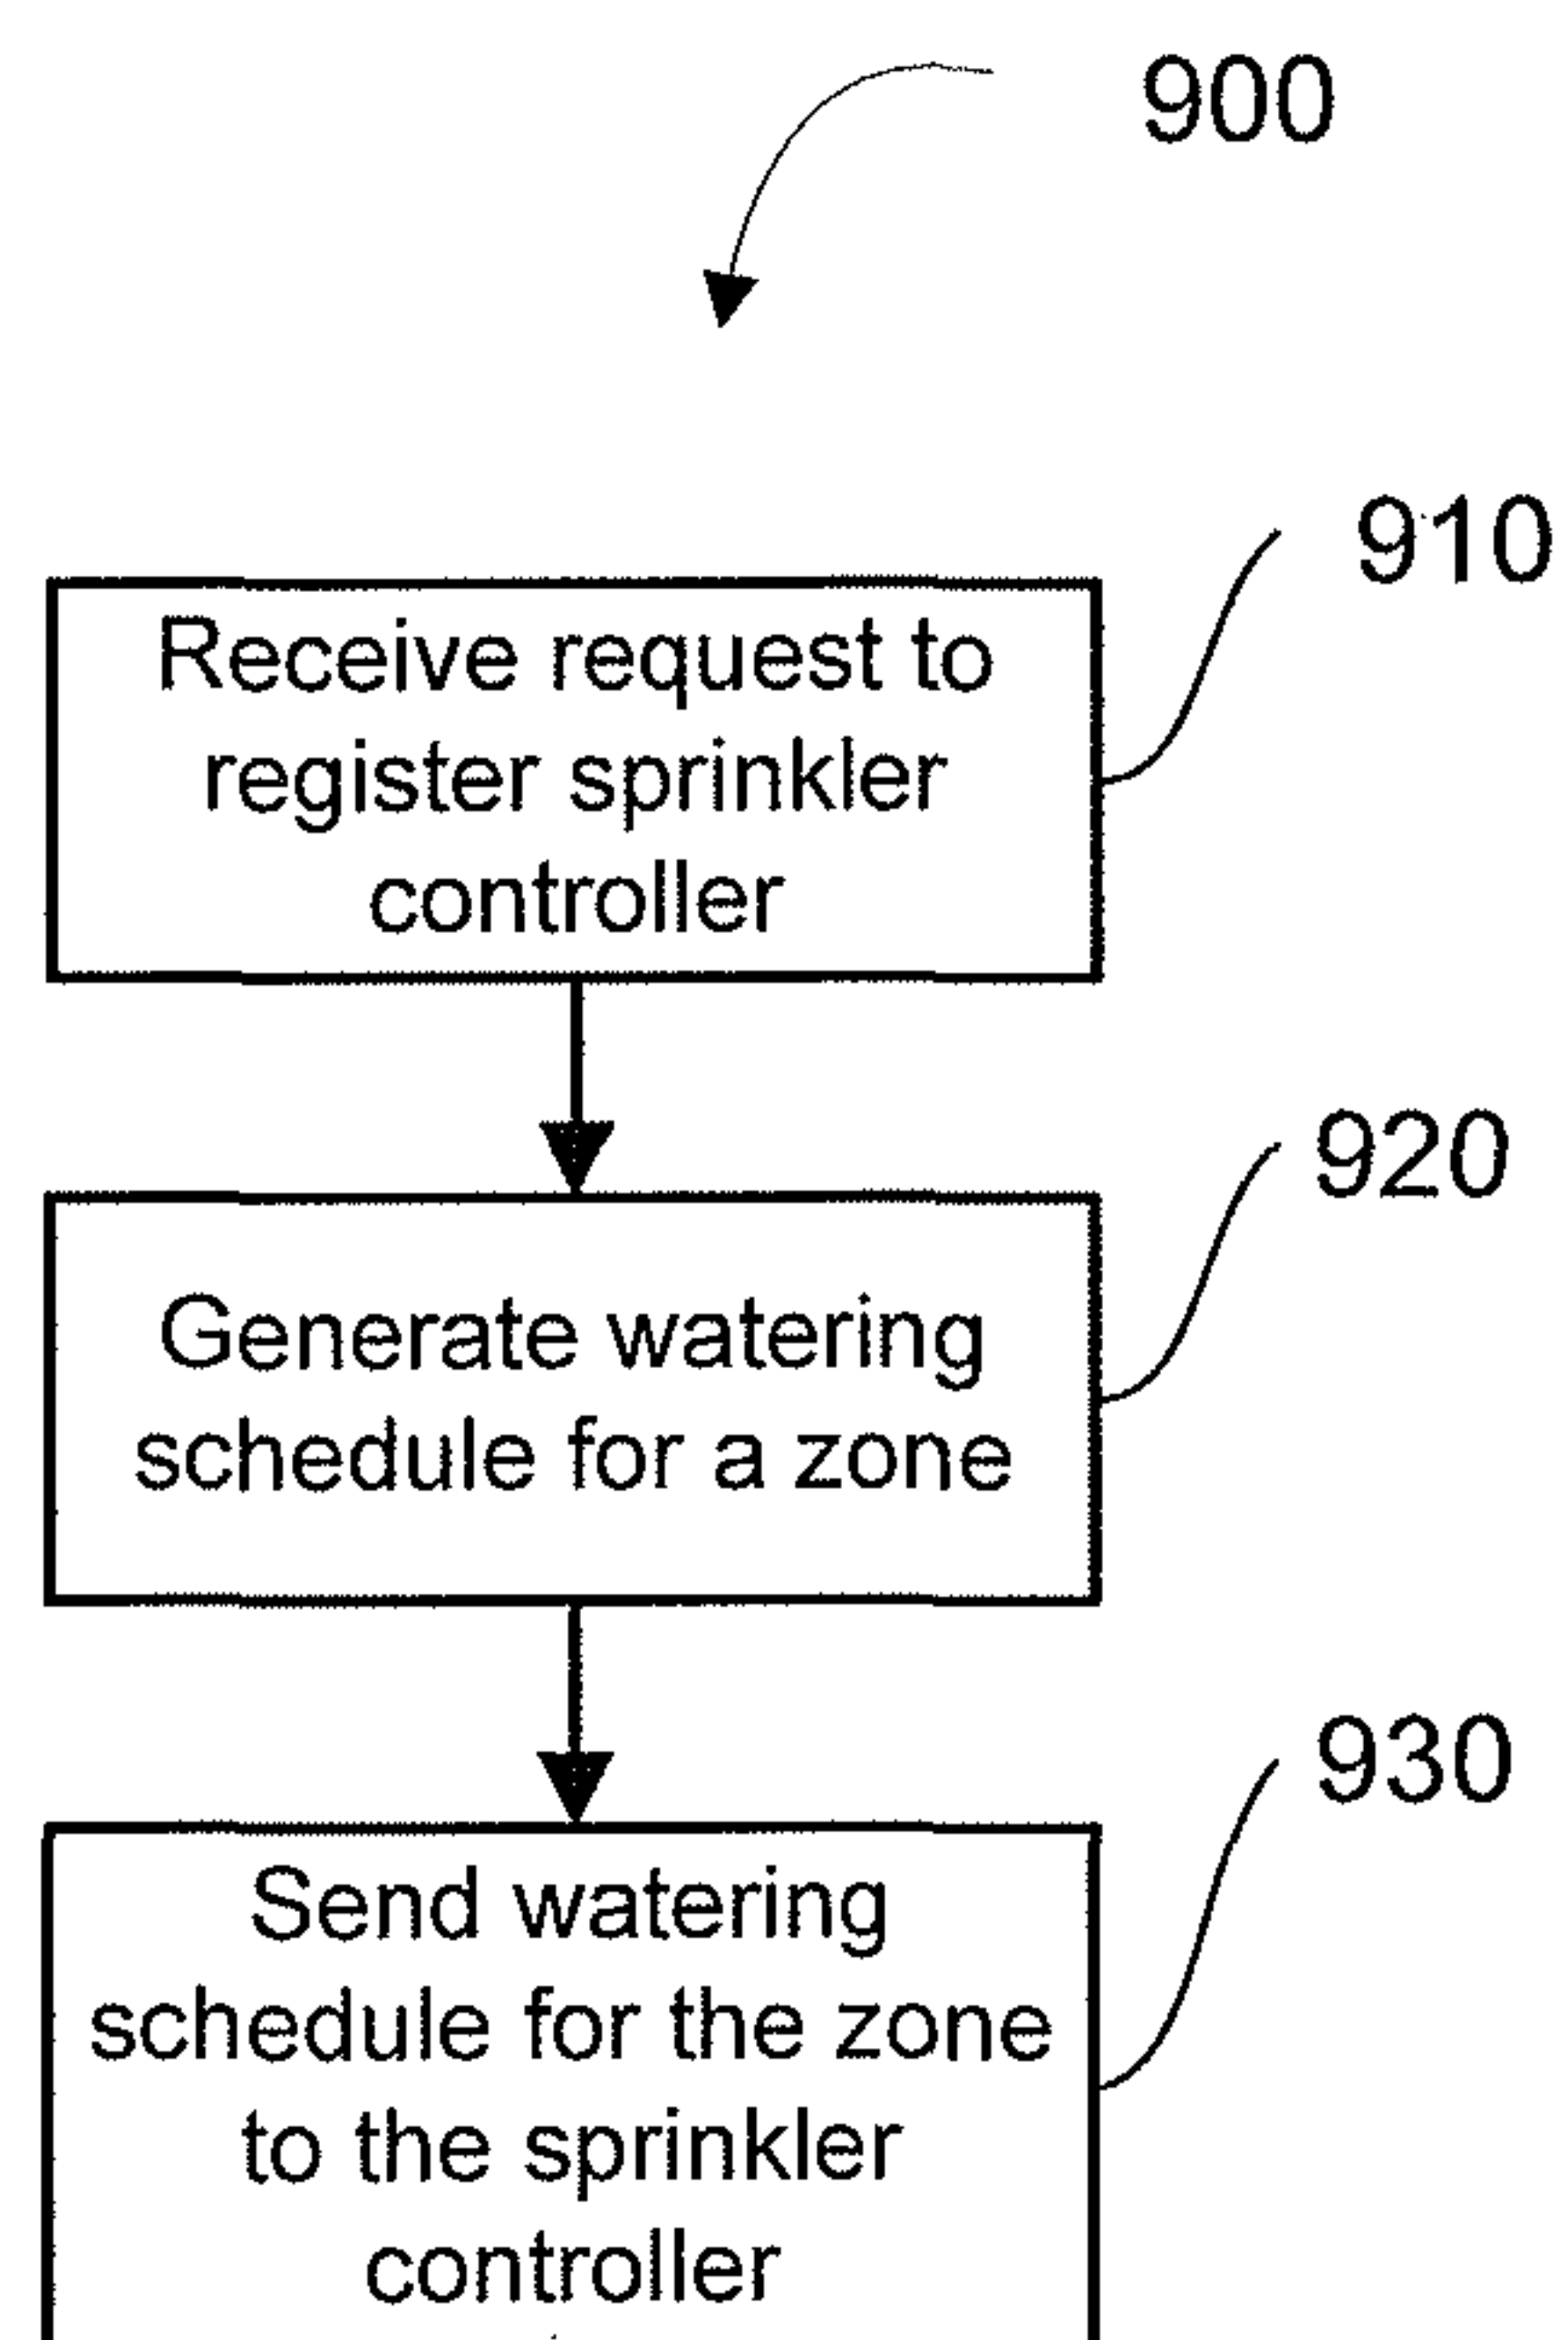 900
910
Receive request to
register sprinkler
controller
920
Generate watering
schedule for a zone
930
Send watering
schedule for the zone
to the sprinkler
controller